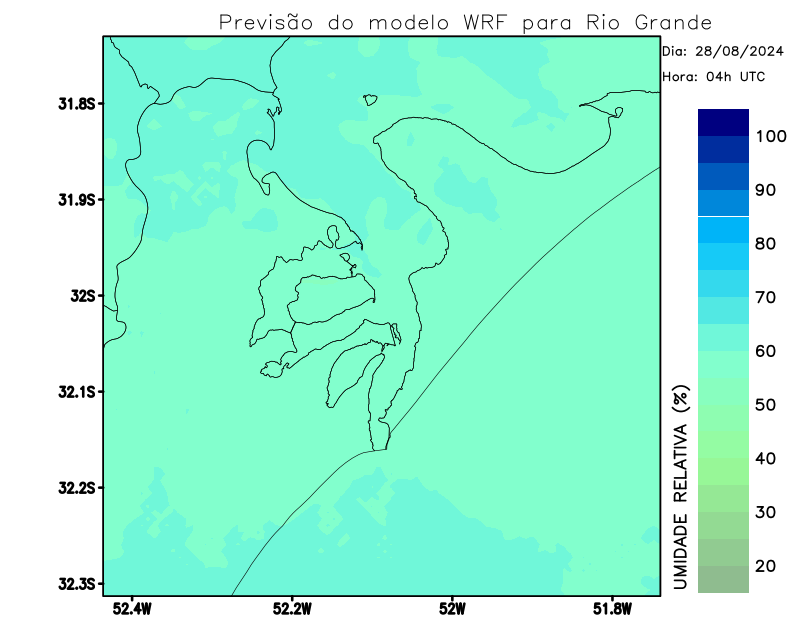 Previsão do modelo WRF para Rio Grande
Dia: 28/08/2024
Hora: 04h UTC
31.8S
31.9S
32S
32.1S
32.2S
32.3S
52.4W
52.2W
52W
51.8W
UMIDADE RELATIVA (%)
100
90
80
70
60
50
40
30
20